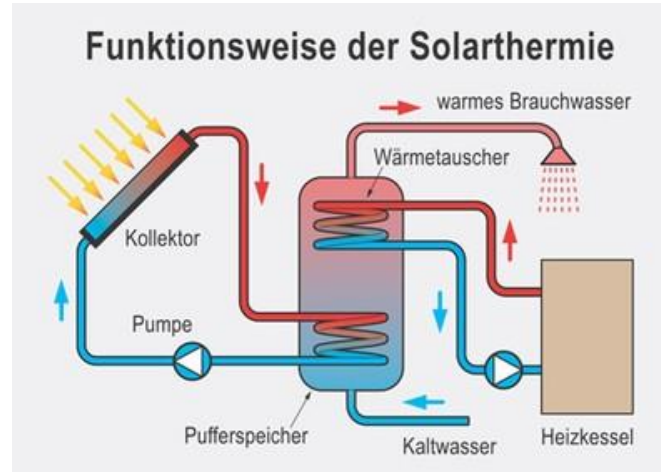 Funktionsweise der Solarthermie
warmes Brauchwasser
Wärmetauscher
Kollektor
Pumpe
Pufferspeicher
Kaltwasser
Heizkessel